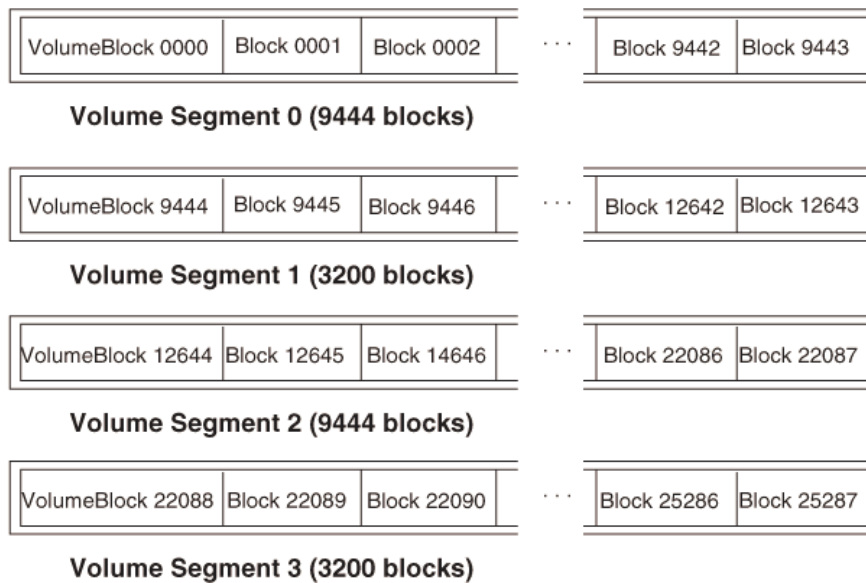 VolumeBlock 0000 Block 0001 Block 0002 . . . Block 9442 Block 9443
Volume Segment 0 (9444 blocks)
VolumeBlock 9444 Block 9445 Block 9446 . . . Block 12642 Block 12643
Volume Segment 1 (3200 blocks)
VolumeBlock 12644 Block 12645 Block 14646 . . . Block 22086 Block 22087
Volume Segment 2 (9444 blocks)
VolumeBlock 22088 Block 22089 Block 22090 . . . Block 25286 Block 25287
Volume Segment 3 (3200 blocks)